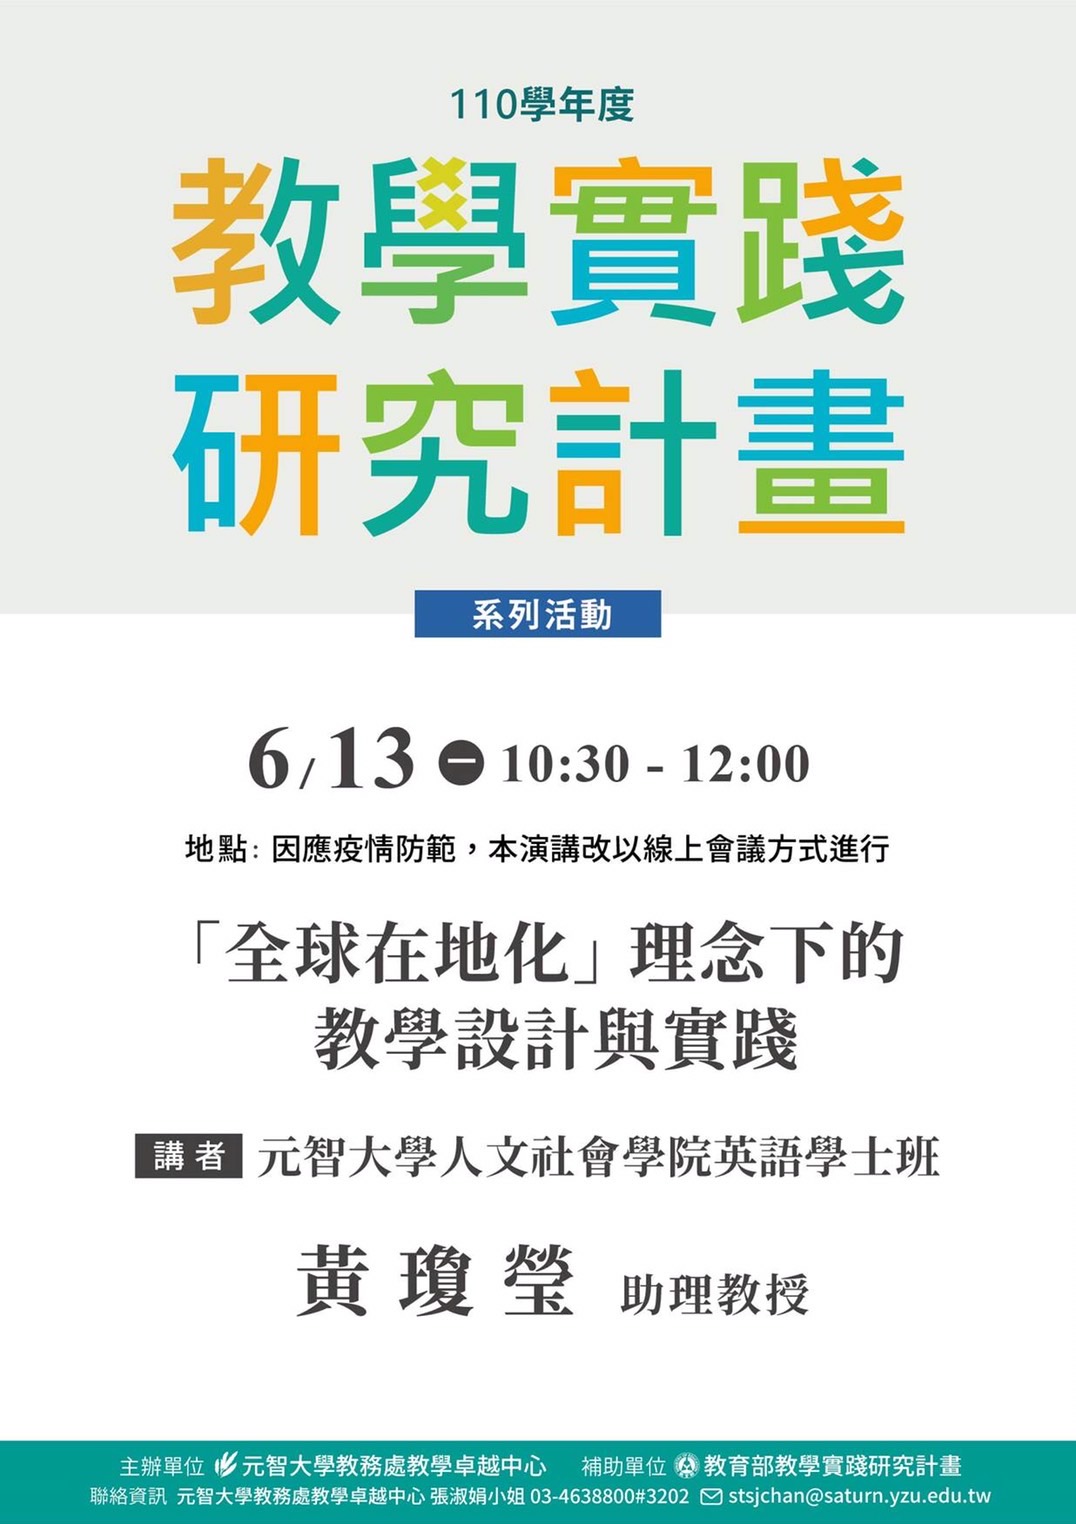 110學年度
教學實踐
研究計畫
系列活動
6/13 一 10:30 - 12:00
地點: 因應疫情防範，本演講改以線上會議方式進行
「全球在地化」理念下的
教學設計與實踐
講者 元智大學人文社會學院英語學士班
黃瓊瑩 助理教授
主辦單位 元智大學教務處教學卓越中心 補助單位 教育部教學實踐研究計畫
聯絡資訊 元智大學教務處教學卓越中心 張淑娟小姐 03-4638800#3202 stsjchan@saturn.yzu.edu.tw